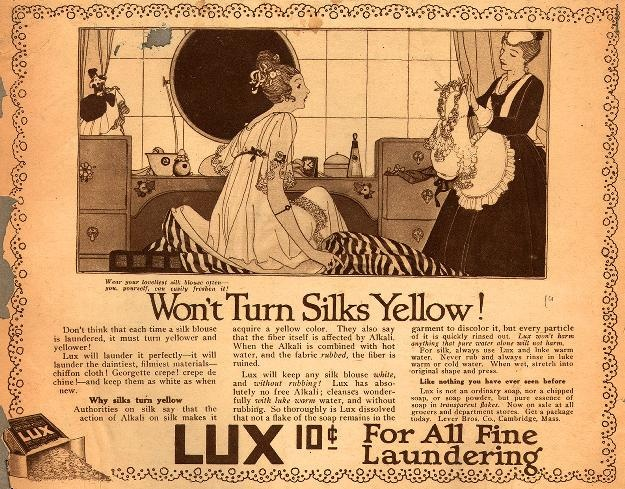 Wear your loveliest silk blouse often—
you, yourself, can easily freshen it!
Won't Turn Silks Yellow!
Don't think that each time a silk blouse
is laundered, it must turn yellower and
yellower!
Lux will launder it perfectly—it will
launder the daintiest, filmiest materials—
chiffon cloth! Georgette crepe! crepe de
chine!—and keep them as white as when
new.
Why silks turn yellow
Authorities on silk say that the
action of Alkali on silk makes it
acquire a yellow color. They also say
that the fiber itself is affected by Alkali.
When the Alkali is combined with hot
water, and the fabric rubbed, the fiber is
ruined.
Lux will keep any silk blouse white,
and without rubbing! Lux has abso-
lutely no free Alkali; cleanses wonder-
fully with luke warm water, and without
rubbing. So thoroughly is Lux dissolved
that not a flake of the soap remains in the
garment to discolor it, but every particle
of it is quickly rinsed out. Lux won't harm
anything that pure water alone will not harm.
For silk, always use Lux and luke warm
water. Never rub and always rinse in luke
warm or cold water. When wet, stretch into
original shape and press.
Like nothing you have ever seen before
Lux is not an ordinary soap, nor a chipped
soap, or soap powder, but pure essence of
soap in transparent flakes. Now on sale at all
grocers and department stores. Get a package
today. Lever Bros. Co., Cambridge, Mass.
LUX
LUX 10¢ For All Fine
Laundering